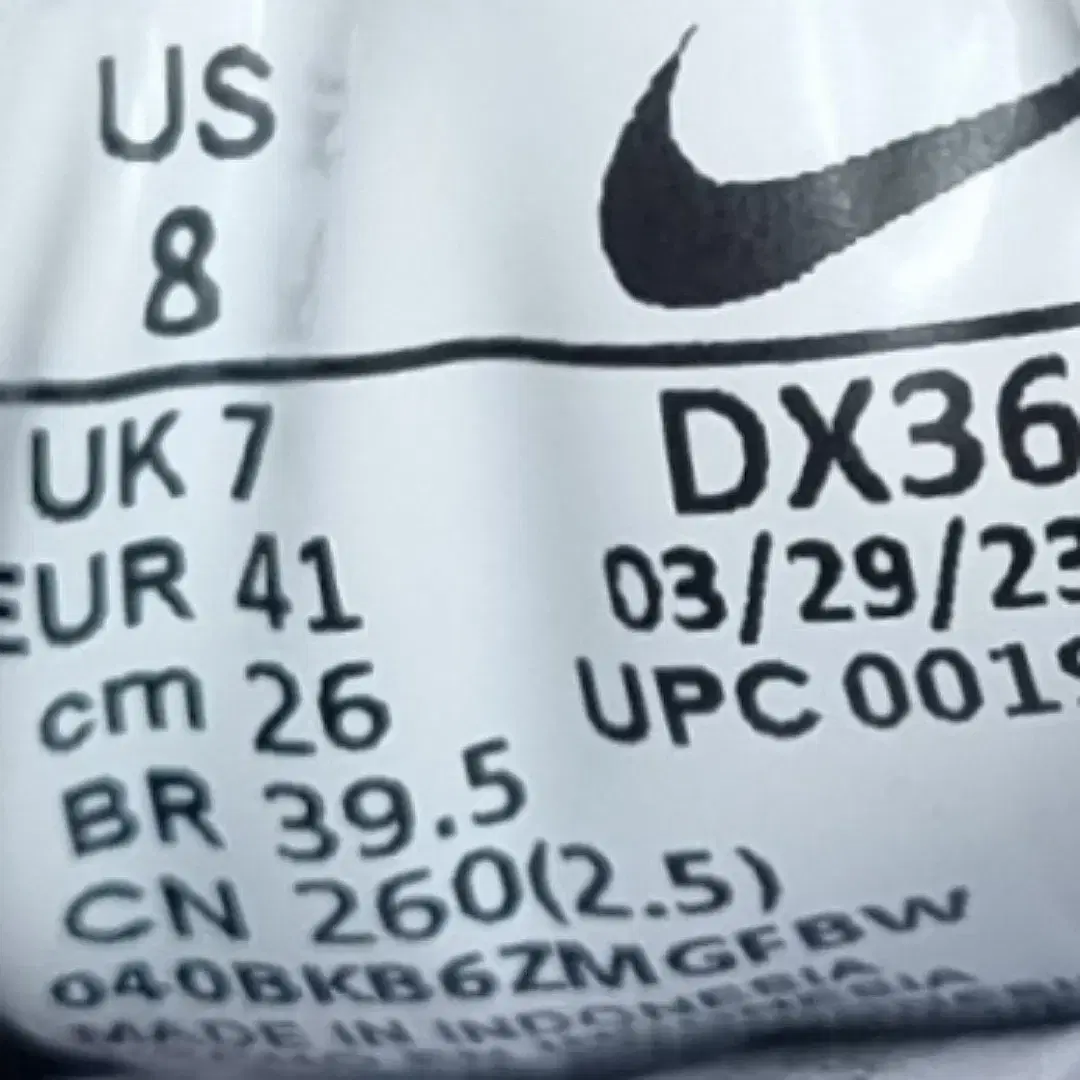 US
8
UK 7
EUR 41
cm 26
BR 39.5
CN 260(2.5)
DX36
03/29/23
UPC 0019
040BKB6ZMGFBW
MADE IN INDONESIA